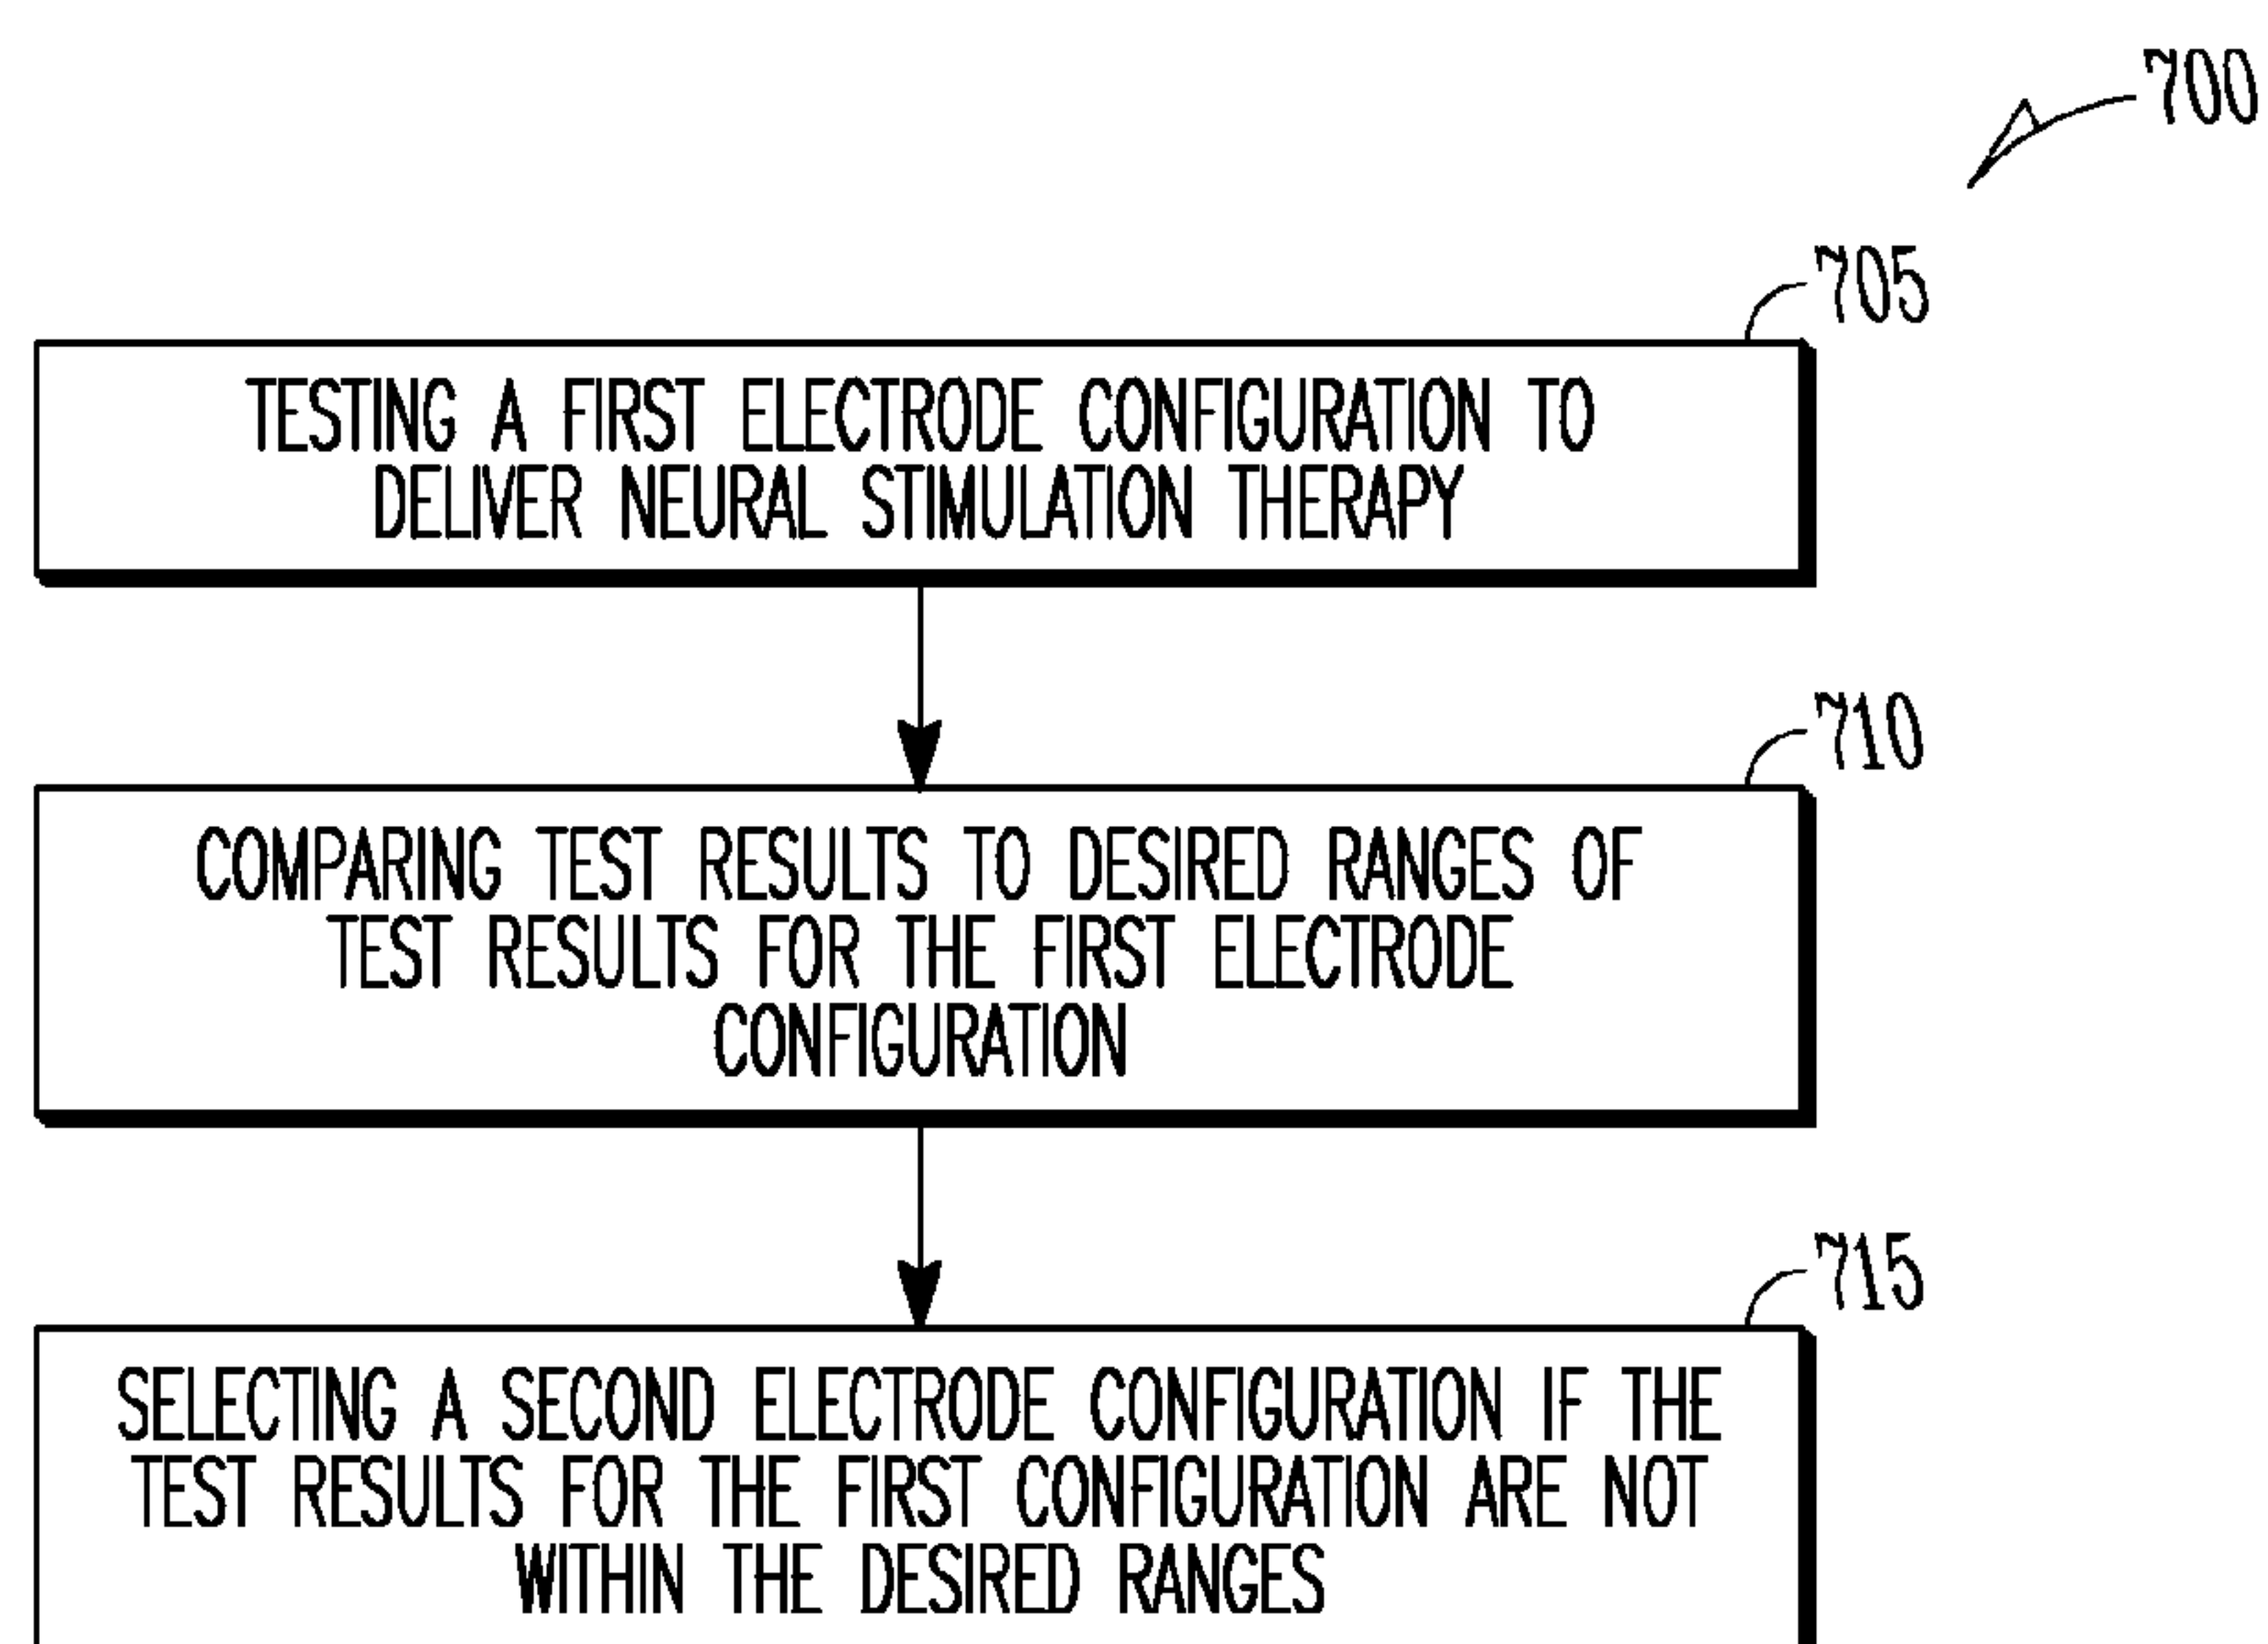 700
705
TESTING A FIRST ELECTRODE CONFIGURATION TO
DELIVER NEURAL STIMULATION THERAPY
710
COMPARING TEST RESULTS TO DESIRED RANGES OF
TEST RESULTS FOR THE FIRST ELECTRODE
CONFIGURATION
715
SELECTING A SECOND ELECTRODE CONFIGURATION IF THE
TEST RESULTS FOR THE FIRST CONFIGURATION ARE NOT
WITHIN THE DESIRED RANGES